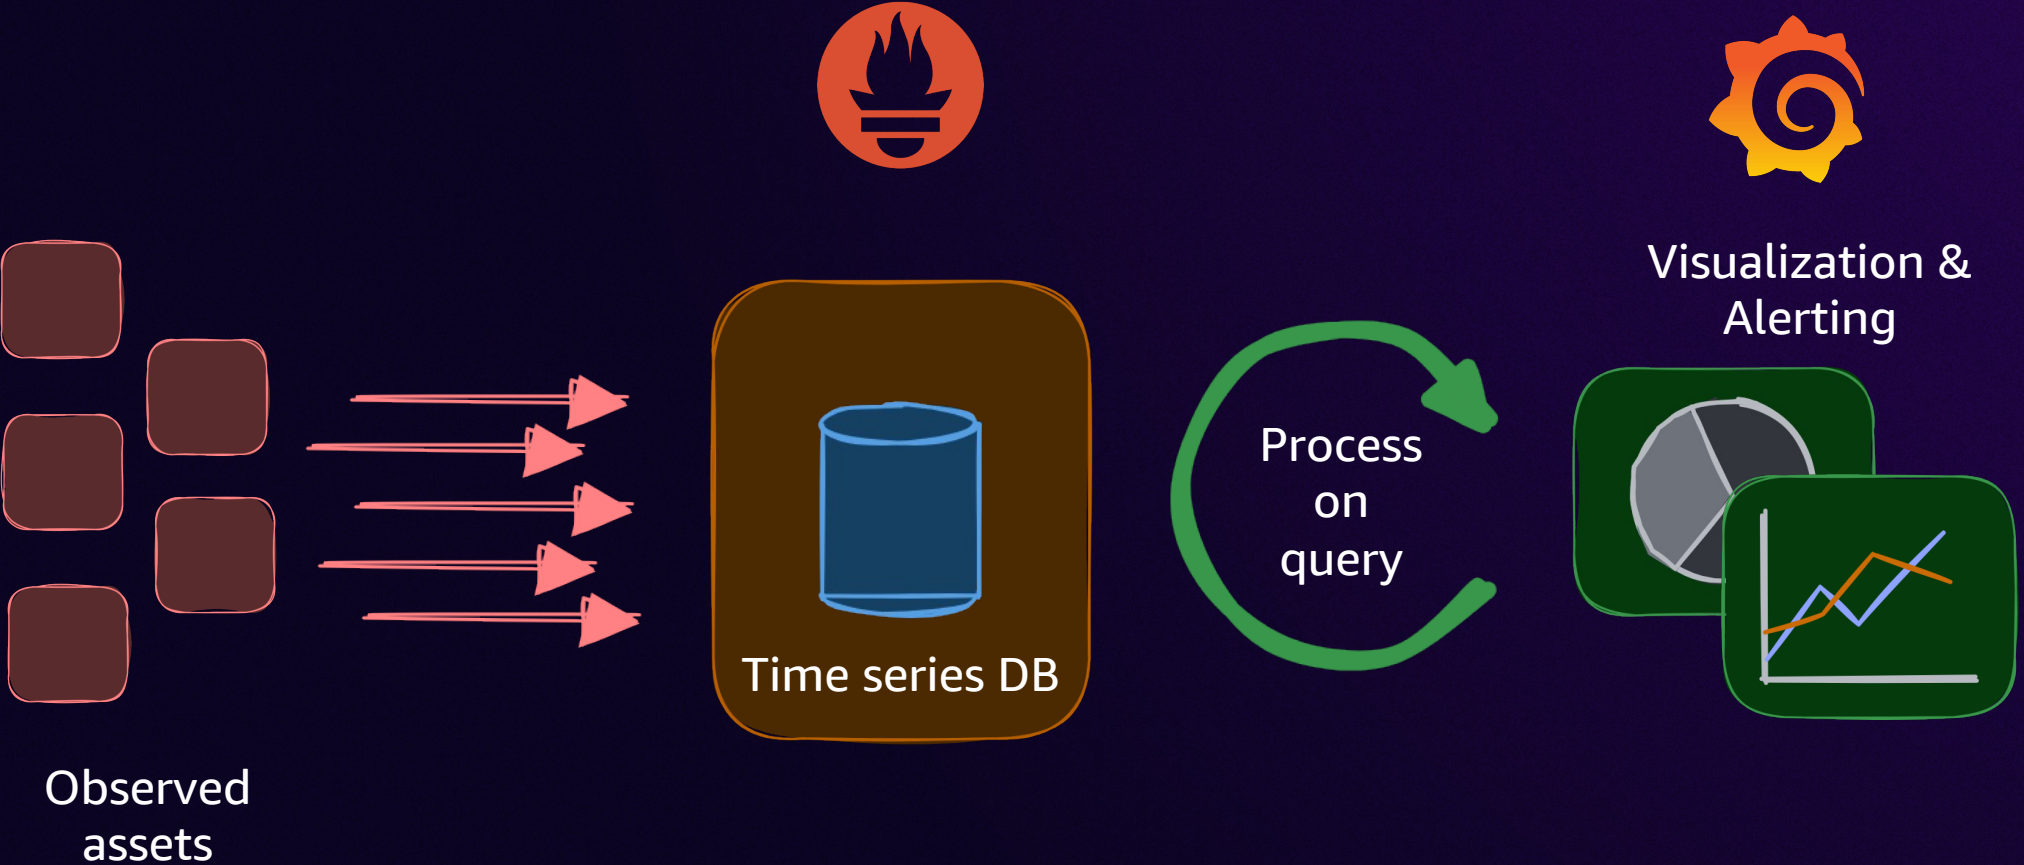 Visualization &
Alerting
Process
on
query
Time series DB
Observed
assets